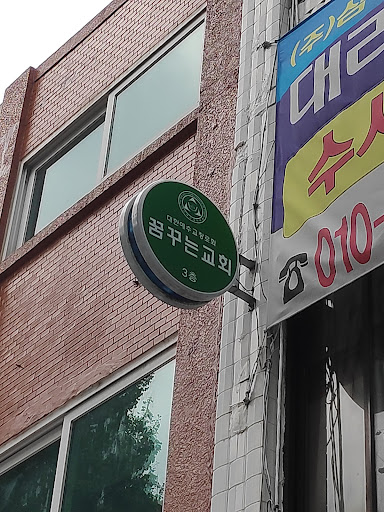 대한예수교장로회
꿈꾸는교회
3층
(주)삼
대리
수시
☎ 010-